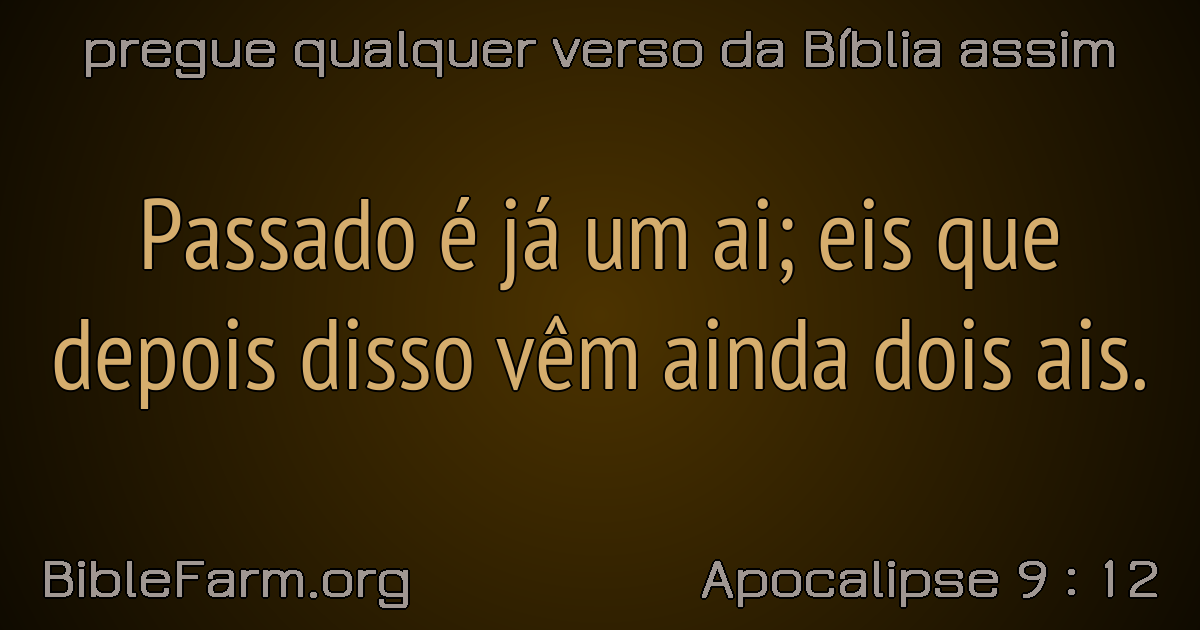 pregue qualquer verso da Bíblia assim
Passado é já um ai; eis que
depois disso vêm ainda dois ais.
BibleFarm.org
Apocalipse 9 : 12